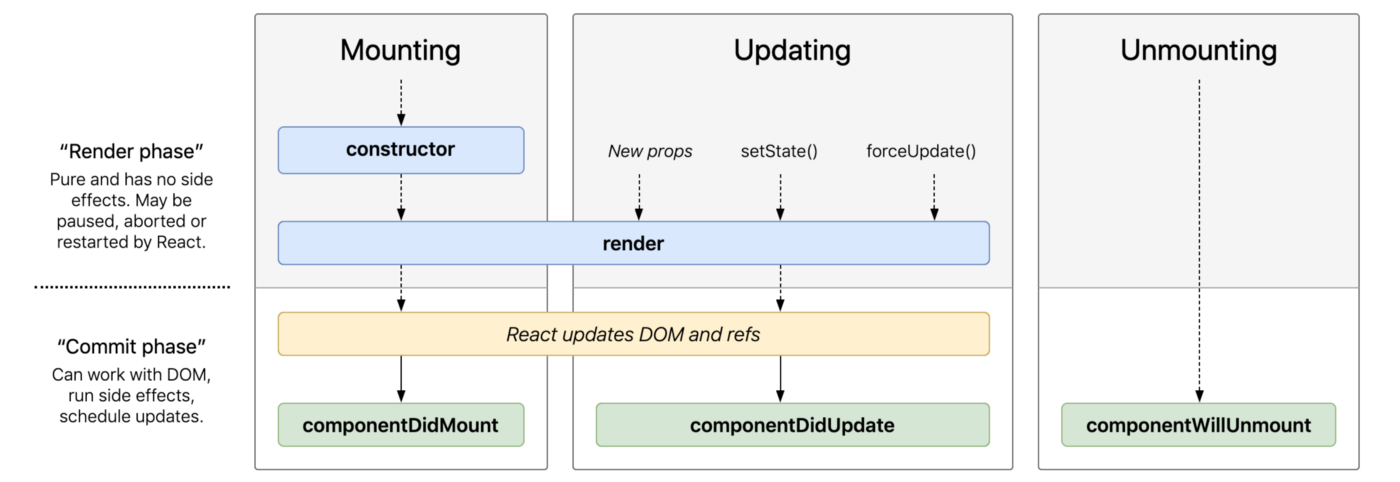 Mounting
Updating
Unmounting
“Render phase”
Pure and has no side
effects. May be
paused, aborted or
restarted by React.
constructor
New props
setState()
forceUpdate()
render
“Commit phase”
Can work with DOM,
run side effects,
schedule updates.
React updates DOM and refs
componentDidMount
componentDidUpdate
componentWillUnmount